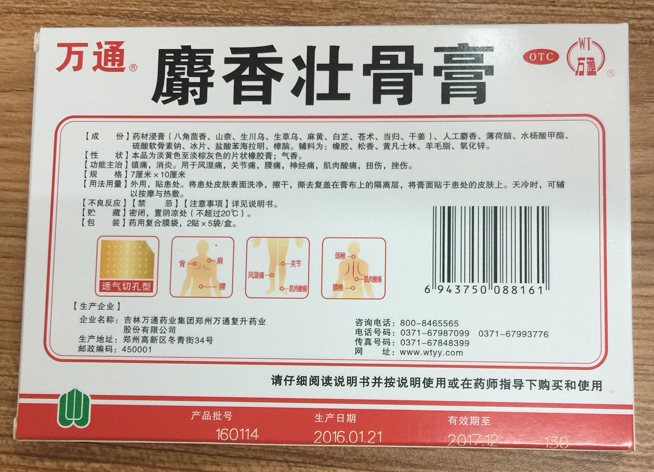 万通® 麝香壮骨膏 OTC WT 万通 ®
【成 份】药材浸膏(八角茴香、山柰、生川乌、生草乌、麻黄、白芷、苍术、当归、干姜)、人工麝香、薄荷脑、水杨酸甲酯、
硫酸软骨素钠、冰片、盐酸苯海拉明、樟脑。辅料为:橡胶、松香、黄凡士林、羊毛脂、氧化锌。
【性 状】本品为淡黄色至淡棕灰色的片状橡胶膏;气香。
【功能主治】镇痛,消炎。用于风湿痛,关节痛,腰痛,神经痛,肌肉酸痛,扭伤,挫伤。
【规 格】7厘米×10厘米
【用法用量】外用,贴患处。将患处皮肤表面洗净,擦干,撕去复盖在膏布上的隔离层,将膏面贴于患处的皮肤上。天冷时,可辅
以按摩与热敷。
【不良反应】【禁 忌】【注意事项】详见说明书。
【贮 藏】密闭,置阴凉处(不超过20℃)。
【包 装】药用复合膜袋,2贴×5袋/盒。
透气切孔型
骨 肩
腰
风湿痛 关节
肌肉酸痛
颈椎
肌肉酸痛
腰椎
6 943750 088161
【生产企业】
企业名称:吉林万通药业集团郑州万通复升药业
股份有限公司
生产地址:郑州高新区冬青街34号
邮政编码:450001
咨询电话:800-8465565
电话号码:0371-67987099 0371-67993776
传真号码:0371-67848399
网 址:www.wtyy.com
请仔细阅读说明书并按说明使用或在药师指导下购买和使用
产品批号 生产日期 有效期至
160114 2016.01.21 2017.12 130